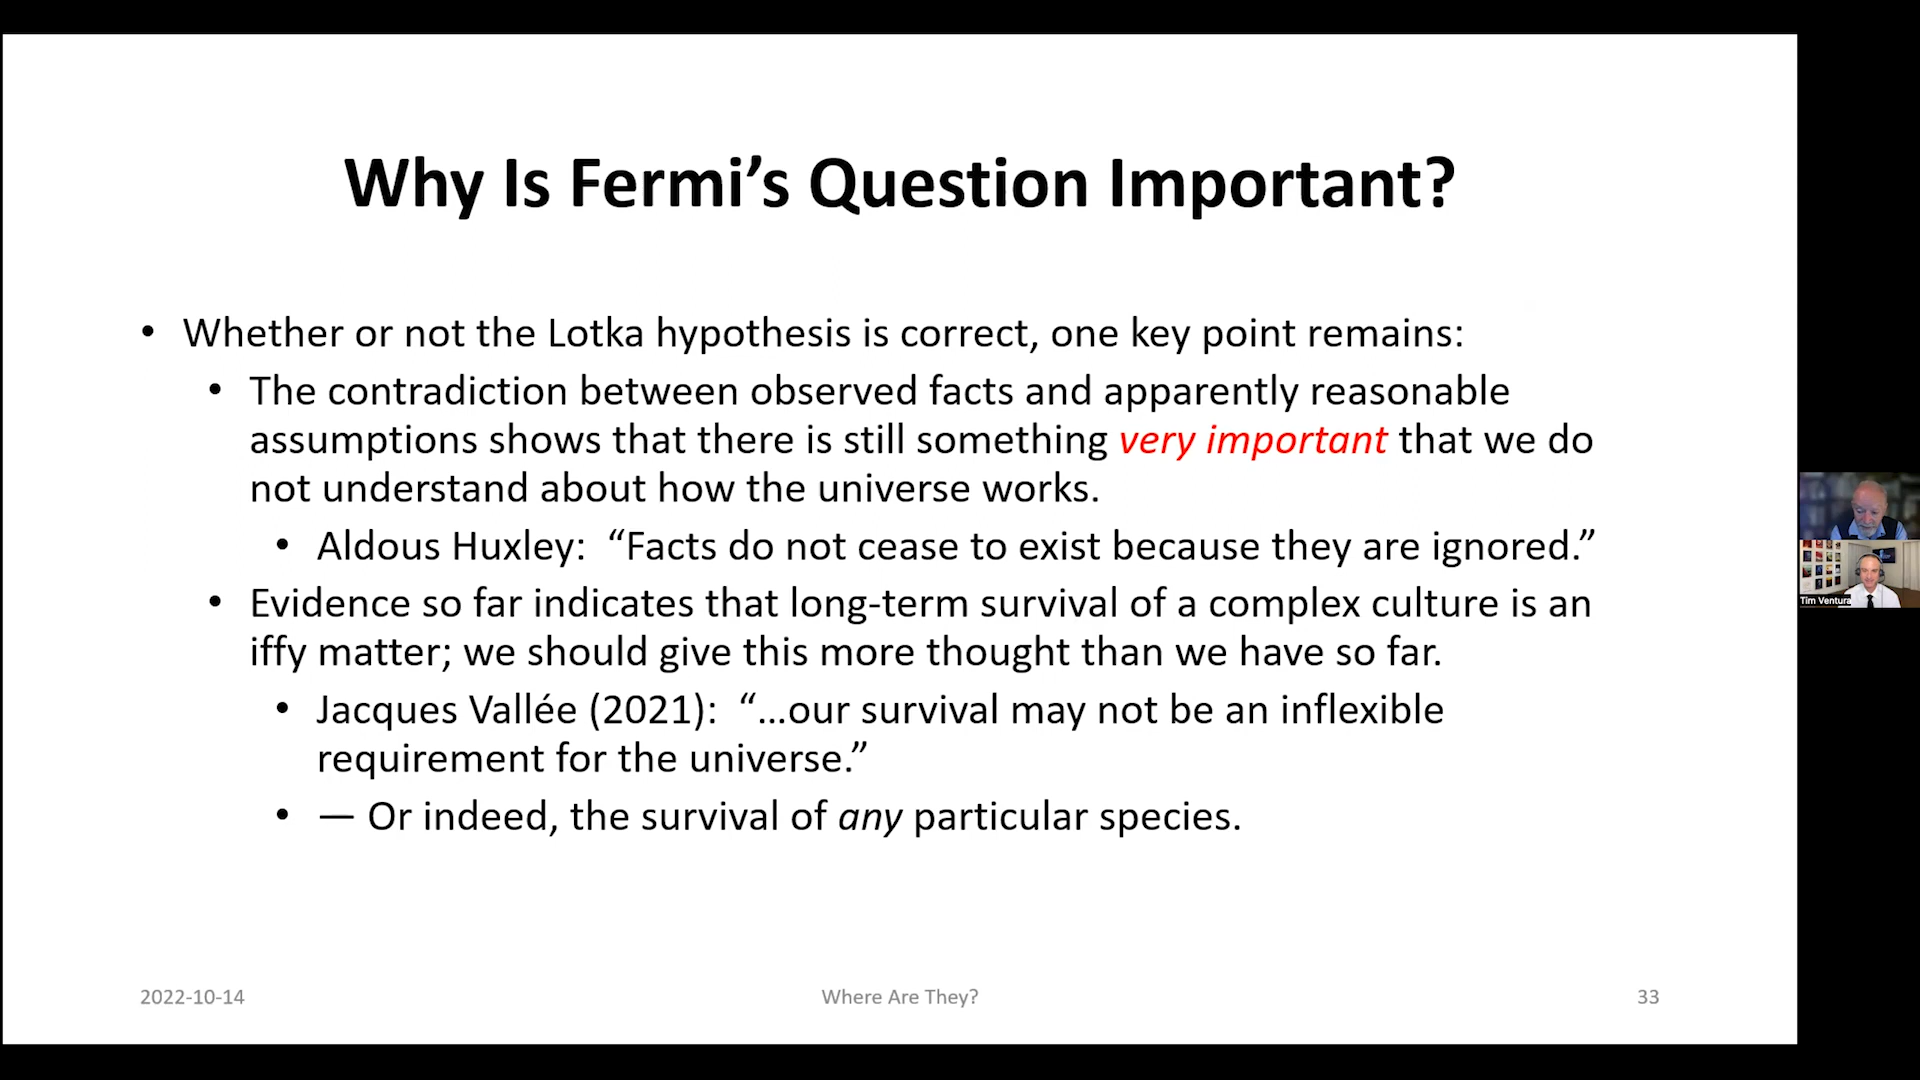 Why Is Fermi’s Question Important?
• Whether or not the Lotka hypothesis is correct, one key point remains:
• The contradiction between observed facts and apparently reasonable
assumptions shows that there is still something very important that we do
not understand about how the universe works.
• Aldous Huxley:  “Facts do not cease to exist because they are ignored.”
• Evidence so far indicates that long-term survival of a complex culture is an
iffy matter; we should give this more thought than we have so far.
• Jacques Vallée (2021):  “…our survival may not be an inflexible
requirement for the universe.”
• — Or indeed, the survival of any particular species.
Tim Ventura
2022-10-14
Where Are They?
33